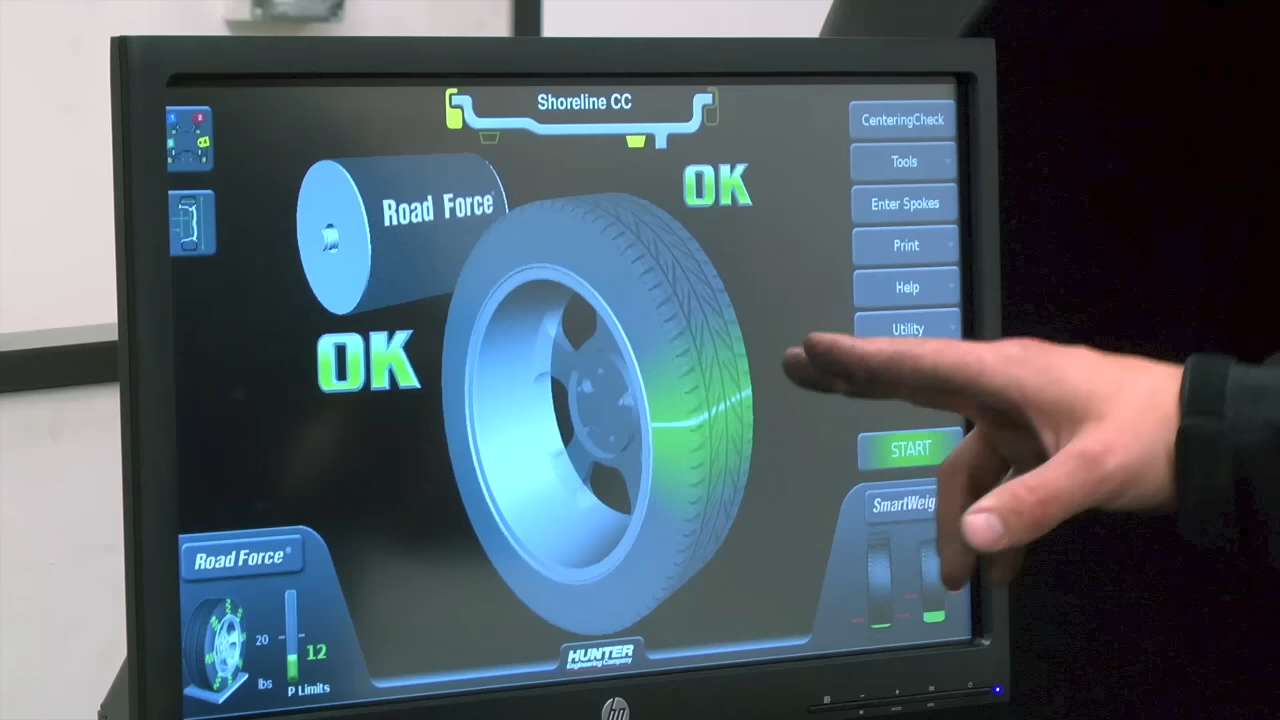 Shoreline CC
CenteringCheck
Tools
Enter Spokes
Print
Help
Utility
OK
Road Force
OK
START
SmartWeig
Road Force®
20
12
lbs
P Limits
HUNTER
Engineering Company
hp